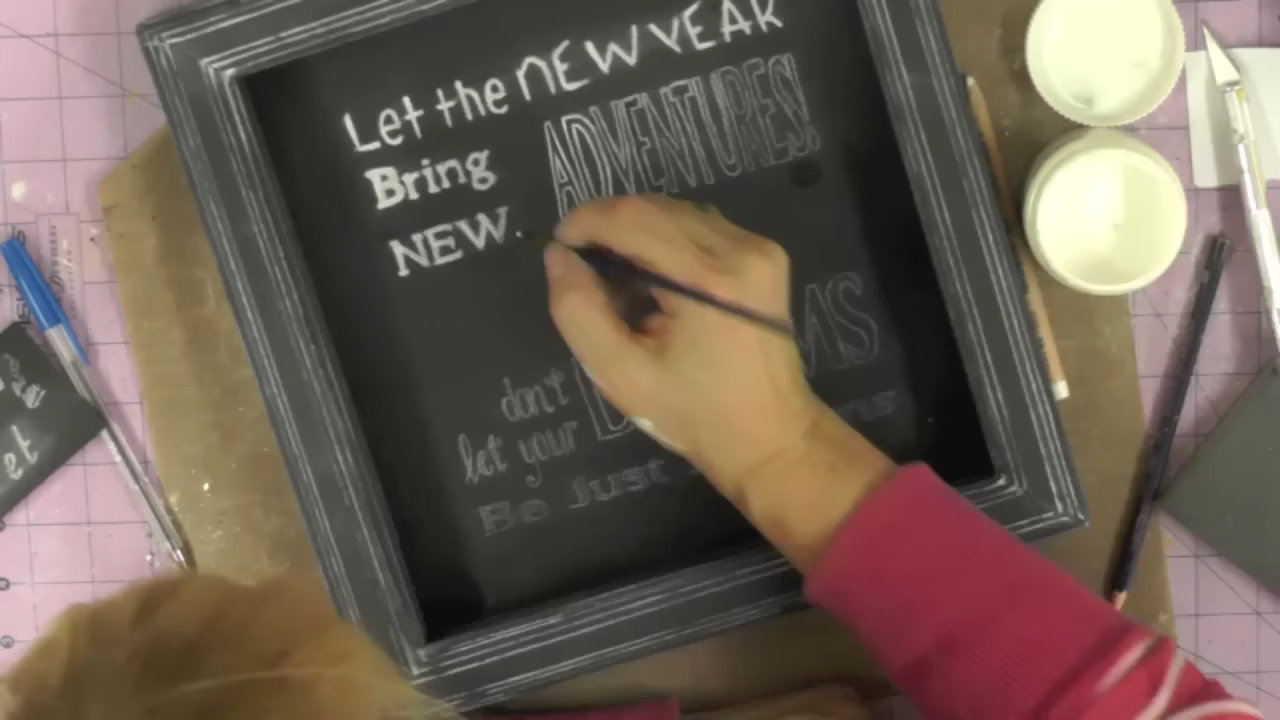 Let the NEW YEAR
Bring ADVENTURES!
NEW.
don't
let your
Be Just